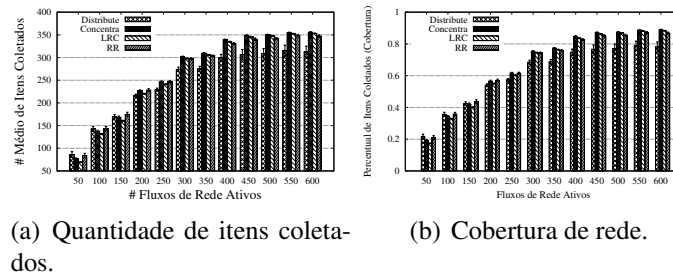 # Médio de Itens Coletados
400
350
300
250
200
150
100
50
Distribute
Concentra
LRC
RR
50 100 150 200 250 300 350 400 450 500 550 600
# Fluxos de Rede Ativos
(a) Quantidade de itens coleta-
dos.
Percentual de Itens Coletados (Cobertura)
1
0.8
0.6
0.4
0.2
0
Distribute
Concentra
LRC
RR
50 100 150 200 250 300 350 400 450 500 550 600
Fluxos de Rede Ativos
(b) Cobertura de rede.